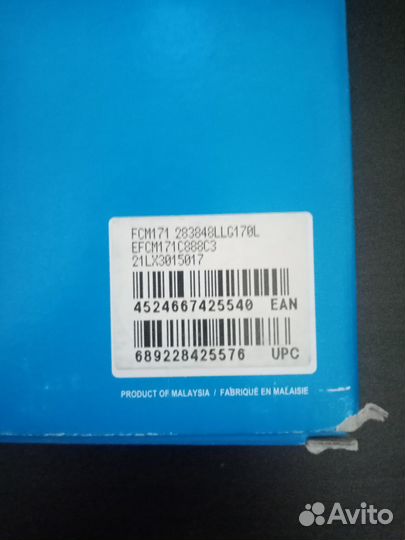 FCM171 283848LLG170L
EFCM171C888C3
21LX3015017
4524667425540 EAN
689228425576 UPC
PRODUCT OF MALAYSIA / FABRIQUÉ EN MALAISIE
Avito